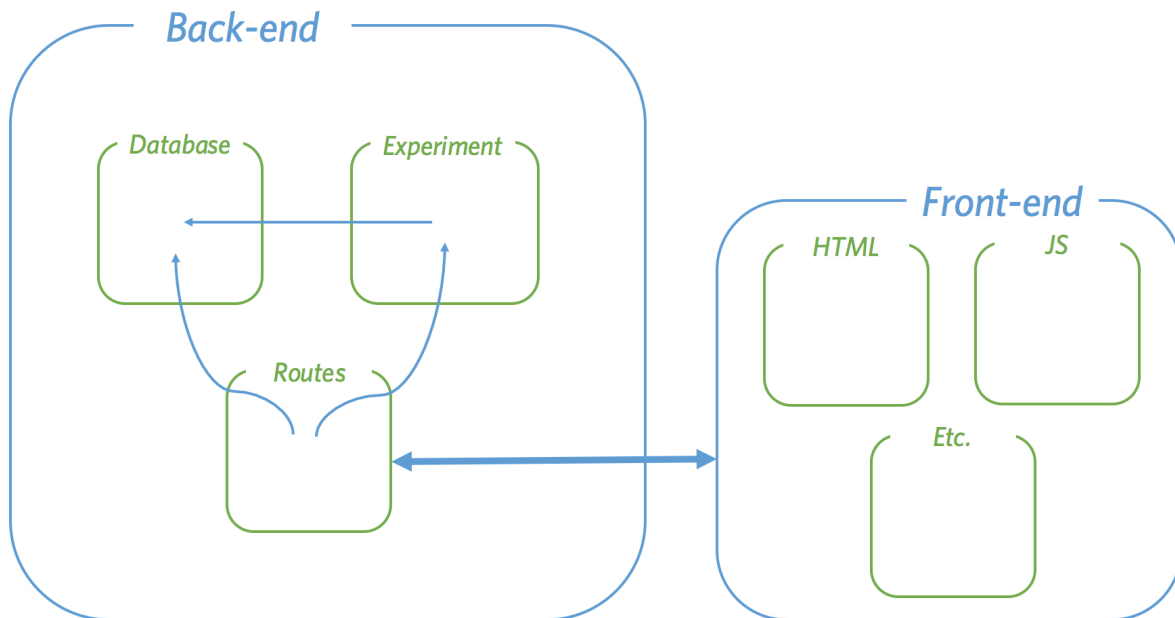 Back-end
Database
Experiment
Routes
Front-end
HTML
JS
Etc.